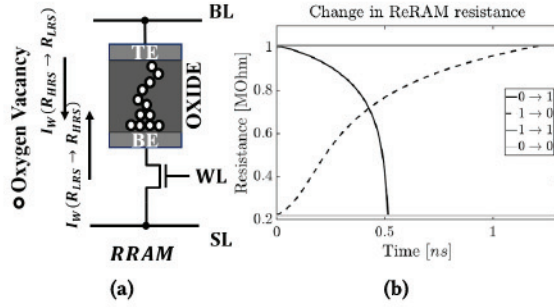 BL
TE
OXIDE
BE
WL
SL
RRAM
Oxygen Vacancy
I_W(R_HRS → R_LRS)
I_W(R_LRS → R_HRS)
(a)
Change in ReRAM resistance
Resistance [MOhm]
1
0.8
0.6
0.4
0.2
0
0.5
1
Time [ns]
0 → 1
1 → 0
1 → 1
0 → 0
(b)